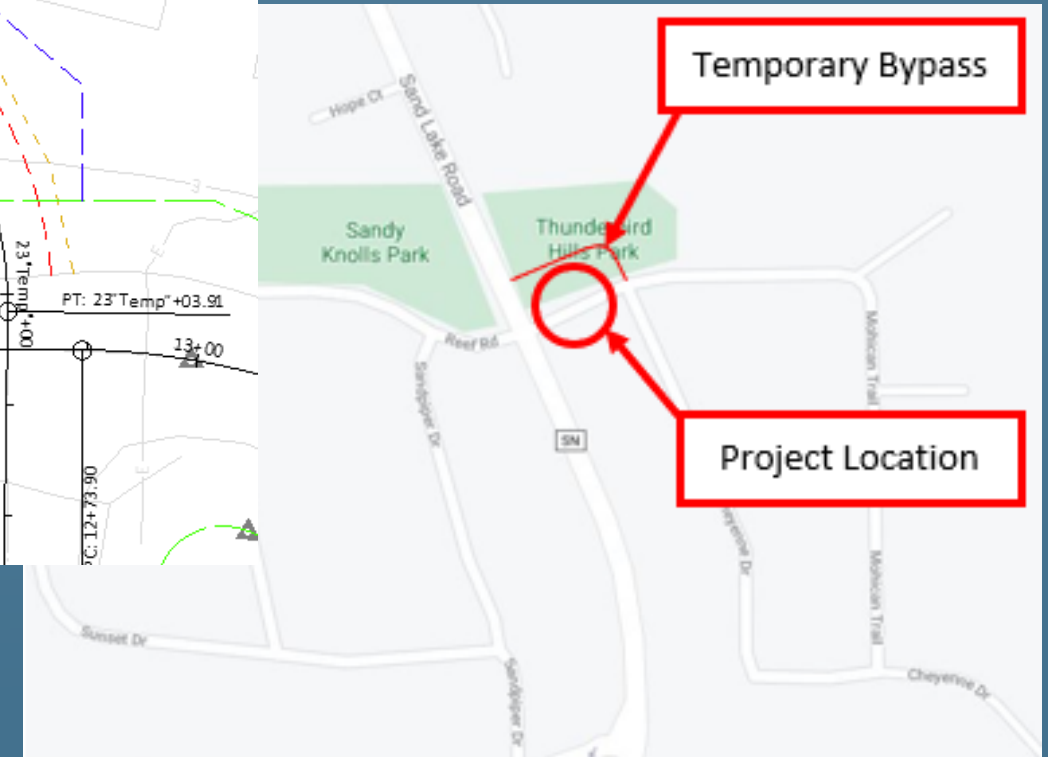 23"Temp"+00
PT: 23"Temp"+03.91
13+00
E
E
PC: 12+73.90
Temporary Bypass
Hope Ct
Sand Lake Road
Sandy
Knolls Park
Thunderbird
Hills Park
Reef Rd
Sandpiper Dr
SN
Mohican Trail
Project Location
Cheyenne Dr
Mohican Trail
Sunset Dr
Sandpiper Dr
Cheyenne Dr